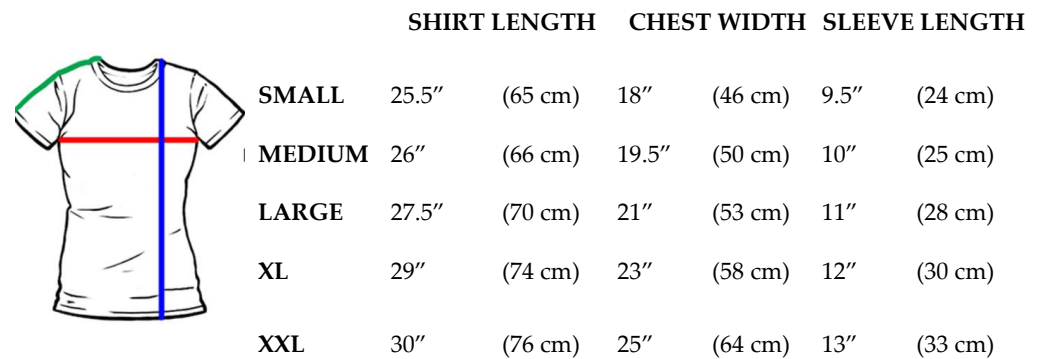 SHIRT LENGTH CHEST WIDTH SLEEVE LENGTH
SMALL 25.5″ (65 cm) 18″ (46 cm) 9.5″ (24 cm)
MEDIUM 26″ (66 cm) 19.5″ (50 cm) 10″ (25 cm)
LARGE 27.5″ (70 cm) 21″ (53 cm) 11″ (28 cm)
XL 29″ (74 cm) 23″ (58 cm) 12″ (30 cm)
XXL 30″ (76 cm) 25″ (64 cm) 13″ (33 cm)